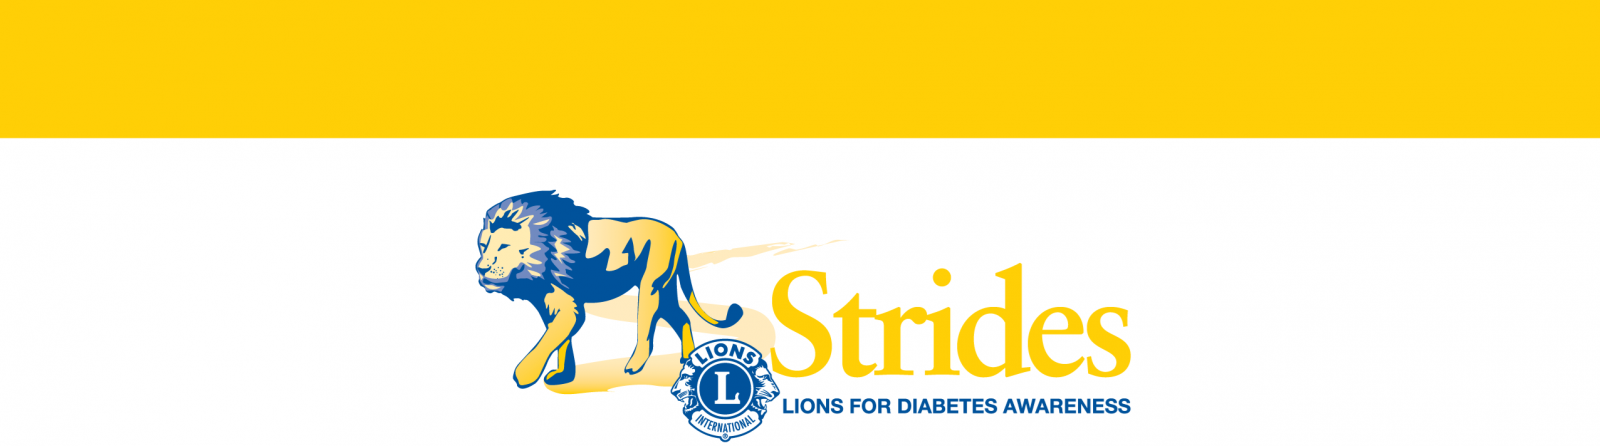 Strides
LIONS
L
INTERNATIONAL
®
LIONS FOR DIABETES AWARENESS